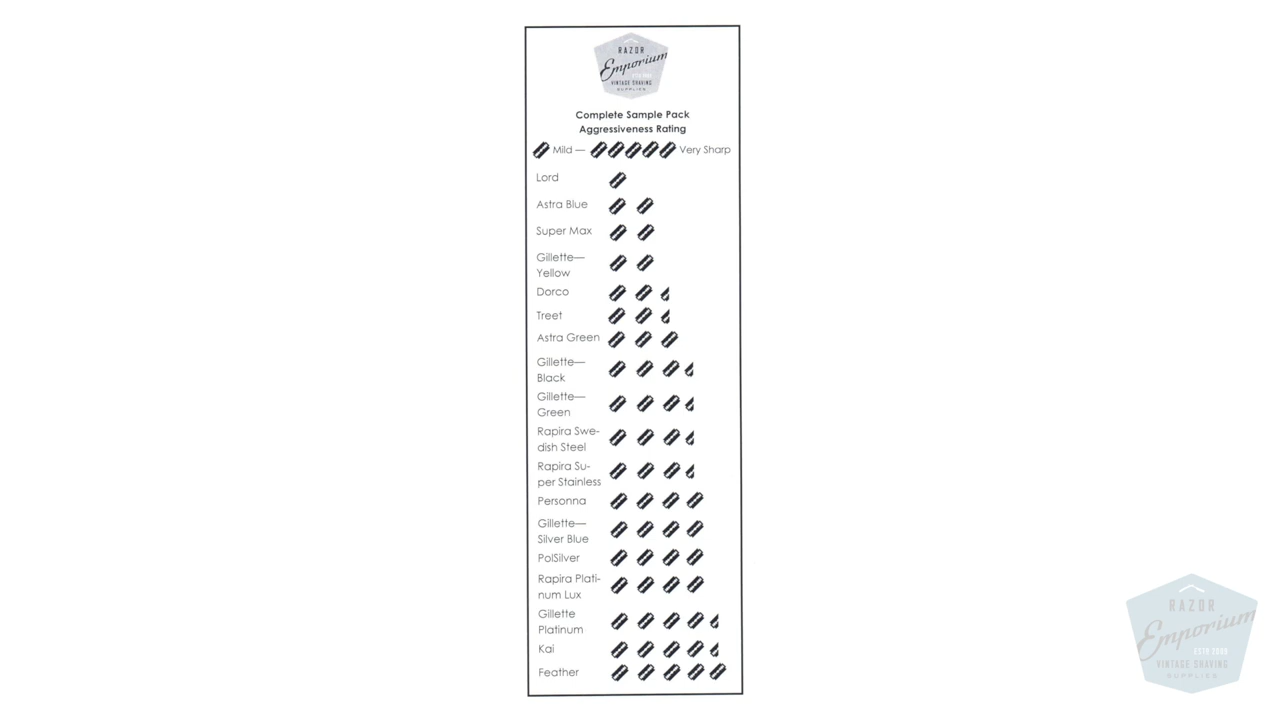 RAZOR
Emporium
ESTD 2000
VINTAGE SHAVING
SUPPLIES
Complete Sample Pack
Aggressiveness Rating
Mild — Very Sharp
Lord
Astra Blue
Super Max
Gillette—
Yellow
Dorco
Treet
Astra Green
Gillette—
Black
Gillette—
Green
Rapira Swe-
dish Steel
Rapira Su-
per Stainless
Personna
Gillette—
Silver Blue
PolSilver
Rapira Plati-
num Lux
Gillette
Platinum
Kai
Feather
RAZOR
Emporium
ESTD 2000
VINTAGE SHAVING
SUPPLIES